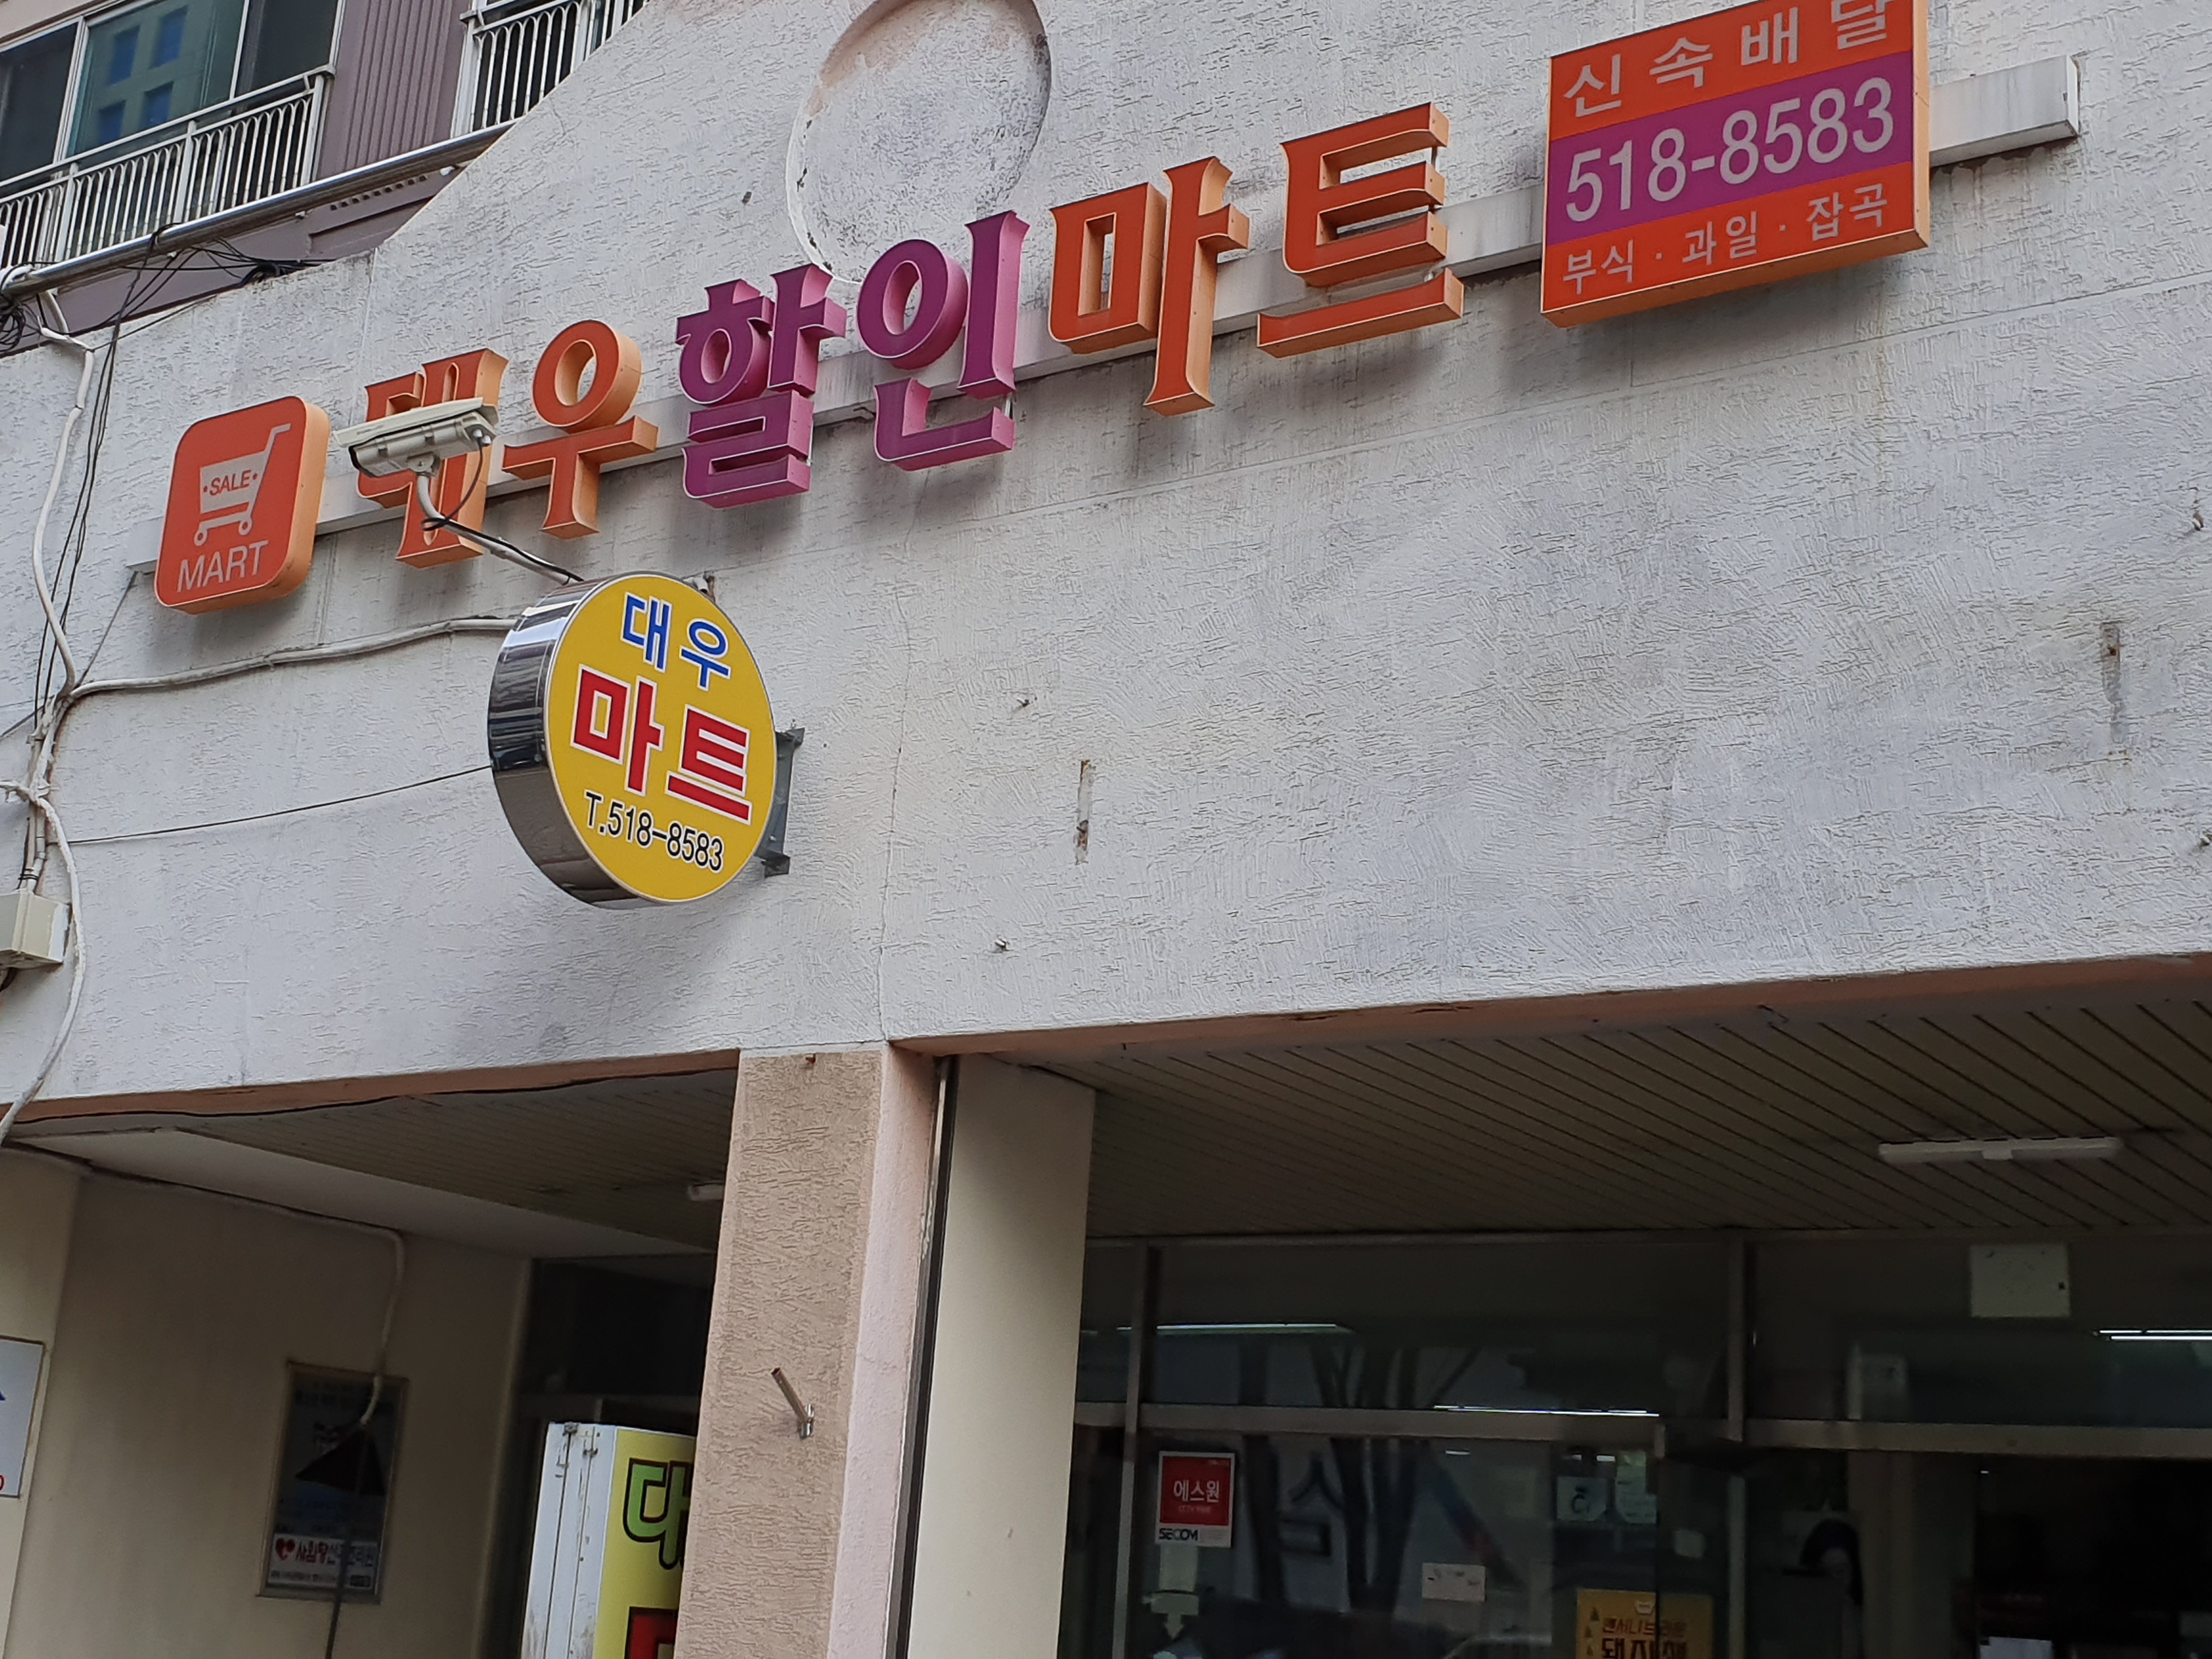 신속배달
518-8583
부식·과일·잡곡
대우할인마트
·SALE·
MART
대우
마트
T.518-8583
대
에스원
SECOM